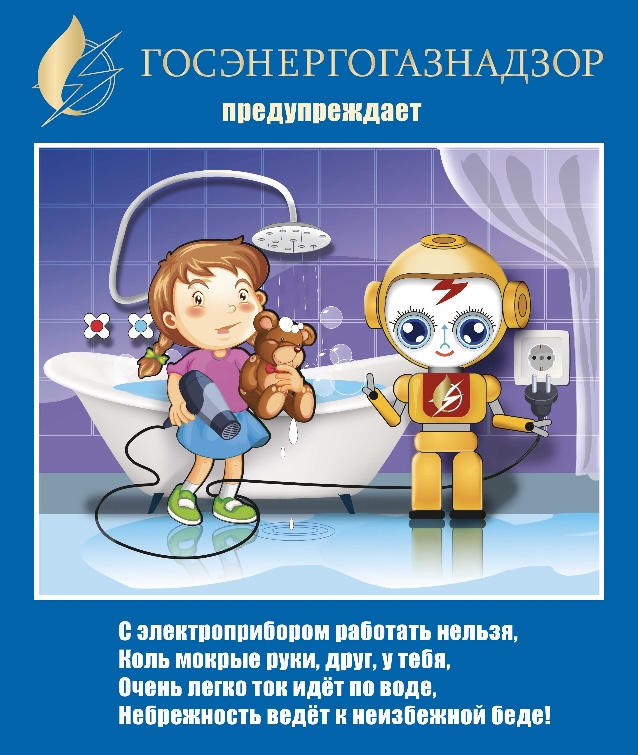 ГОСЭНЕРГОГАЗНАДЗОР
предупреждает
С электроприбором работать нельзя,
Коль мокрые руки, друг, у тебя,
Очень легко ток идёт по воде,
Небрежность ведёт к неизбежной беде!